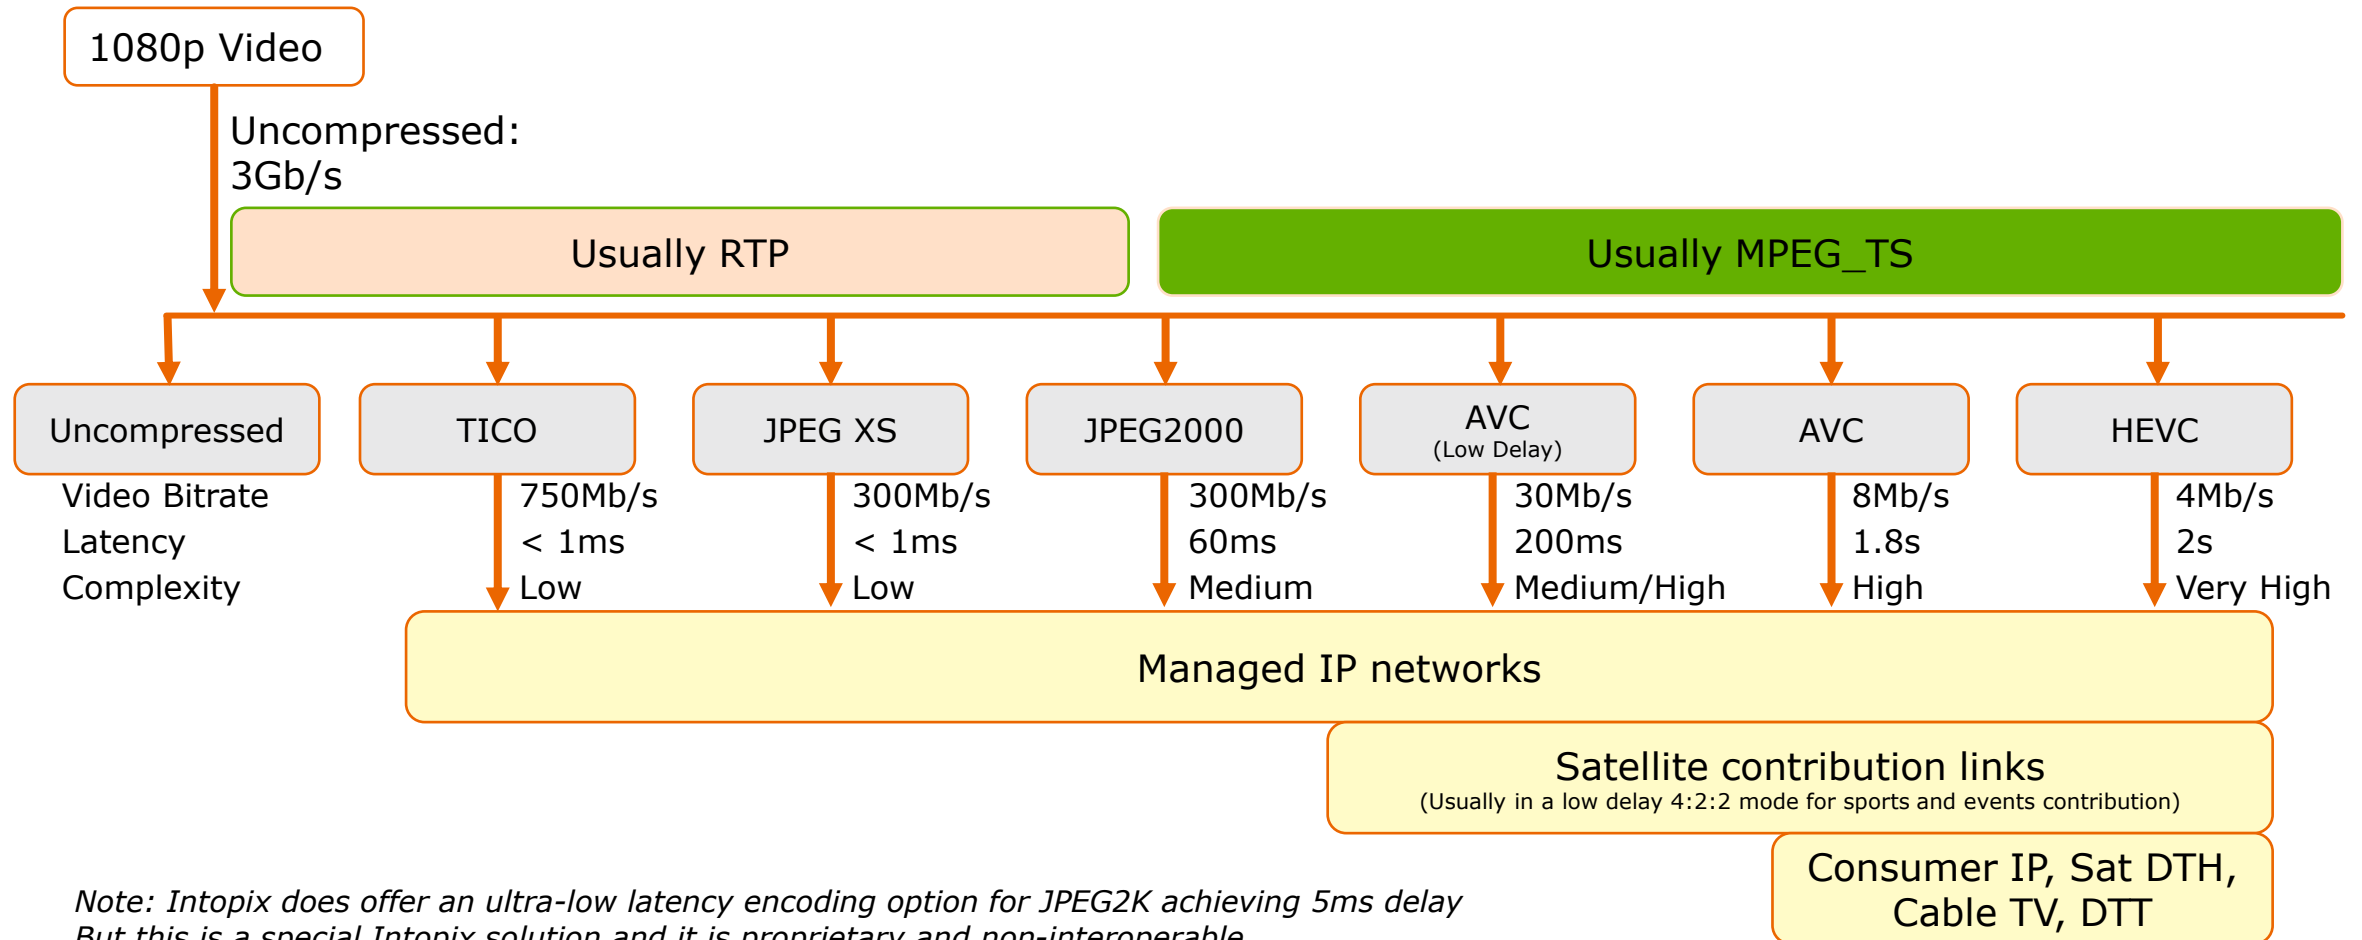 1080p Video
Uncompressed:
3Gb/s
Usually RTP
Usually MPEG_TS
Uncompressed
TICO
JPEG XS
JPEG2000
AVC
(Low Delay)
AVC
HEVC
Video Bitrate
750Mb/s
300Mb/s
300Mb/s
30Mb/s
8Mb/s
4Mb/s
Latency
< 1ms
< 1ms
60ms
200ms
1.8s
2s
Complexity
Low
Low
Medium
Medium/High
High
Very High
Managed IP networks
Satellite contribution links
(Usually in a low delay 4:2:2 mode for sports and events contribution)
Consumer IP, Sat DTH,
Cable TV, DTT
Note: Intopix does offer an ultra-low latency encoding option for JPEG2K achieving 5ms delay
But this is a special Intopix solution and it is proprietary and non-interoperable